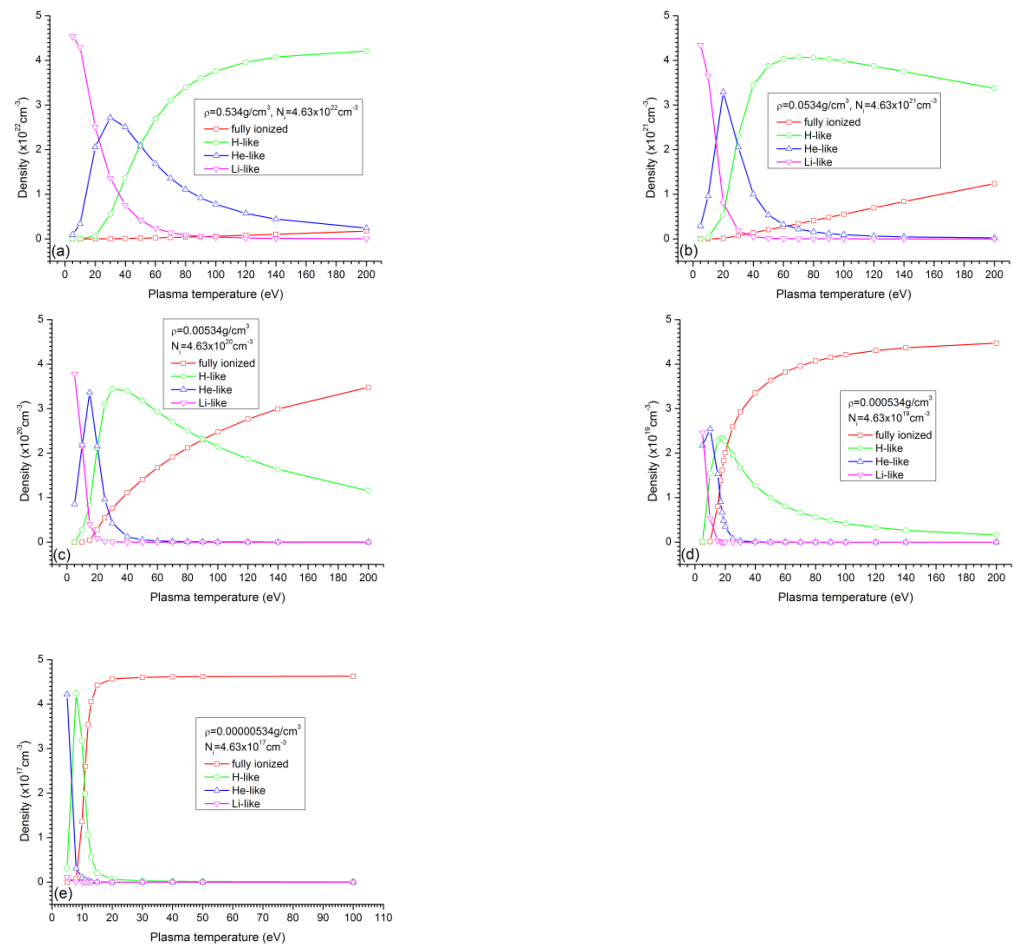 5
4
3
2
1
0
Density (x10²²cm⁻³)
ρ=0.534g/cm³, Nᵢ=4.63x10²²cm⁻³
fully ionized
H-like
He-like
Li-like
(a)
0 20 40 60 80 100 120 140 160 180 200
Plasma temperature (eV)
5
4
3
2
1
0
Density (x10²¹cm⁻³)
ρ=0.0534g/cm³, Nᵢ=4.63x10²¹cm⁻³
fully ionized
H-like
He-like
Li-like
(b)
0 20 40 60 80 100 120 140 160 180 200
Plasma temperature (eV)
5
4
3
2
1
0
Density (x10²⁰cm⁻³)
ρ=0.00534g/cm³
Nᵢ=4.63x10²⁰cm⁻³
fully ionized
H-like
He-like
Li-like
(c)
0 20 40 60 80 100 120 140 160 180 200
Plasma temperature (eV)
5
4
3
2
1
0
Density (x10¹⁹cm⁻³)
ρ=0.000534g/cm³
Nᵢ=4.63x10¹⁹cm⁻³
fully ionized
H-like
He-like
Li-like
(d)
0 20 40 60 80 100 120 140 160 180 200
Plasma temperature (eV)
5
4
3
2
1
0
Density (x10¹⁷cm⁻³)
ρ=0.00000534g/cm³
Nᵢ=4.63x10¹⁷cm⁻³
fully ionized
H-like
He-like
Li-like
(e)
0 10 20 30 40 50 60 70 80 90 100 110
Plasma temperature (eV)